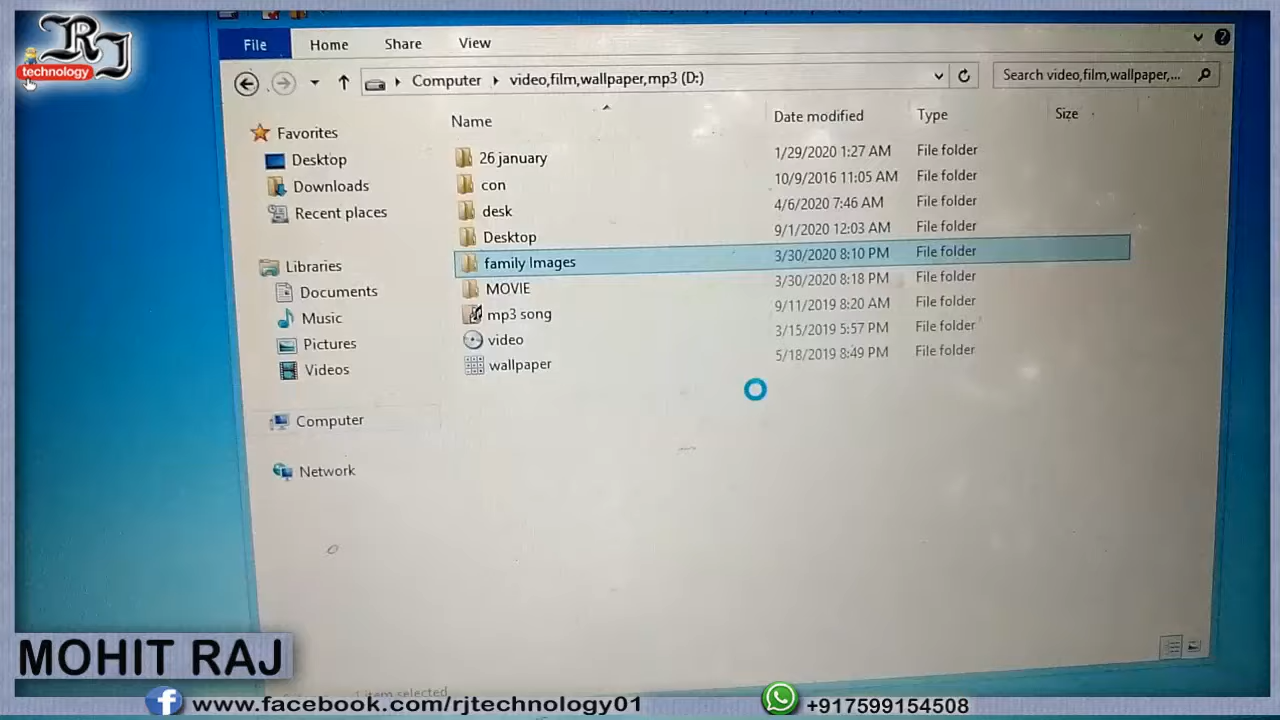 RJ
technology
File Home Share View
Computer video,film,wallpaper,mp3 (D:) Search video,film,wallpaper,...
Name Date modified Type Size
Favorites
Desktop
Downloads
Recent places
Libraries
Documents
Music
Pictures
Videos
Computer
Network
26 january 1/29/2020 1:27 AM File folder
con 10/9/2016 11:05 AM File folder
desk 4/6/2020 7:46 AM File folder
Desktop 9/1/2020 12:03 AM File folder
family Images 3/30/2020 8:10 PM File folder
MOVIE 3/30/2020 8:18 PM File folder
mp3 song 9/11/2019 8:20 AM File folder
video 3/15/2019 5:57 PM File folder
wallpaper 5/18/2019 8:49 PM File folder
1 item selected
MOHIT RAJ
www.facebook.com/rjtechnology01 +917599154508